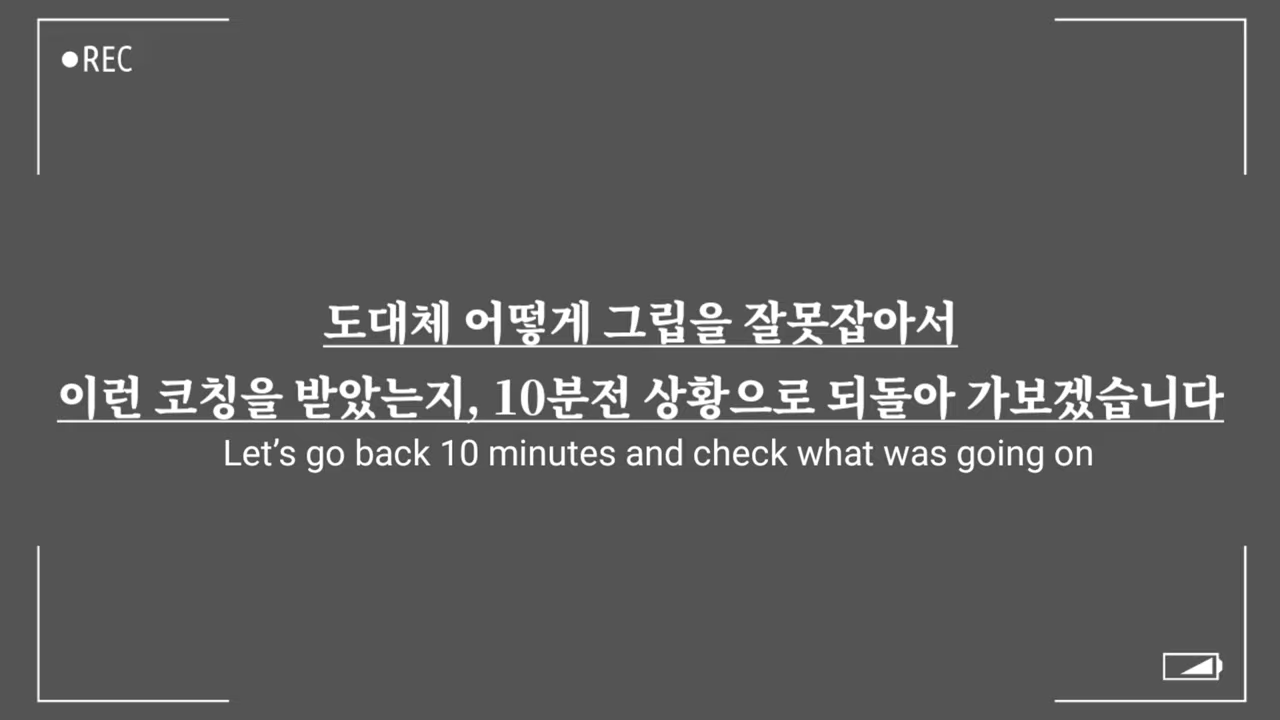 ●REC
도대체 어떻게 그립을 잘못잡아서
이런 코칭을 받았는지, 10분전 상황으로 되돌아 가보겠습니다
Let’s go back 10 minutes and check what was going on